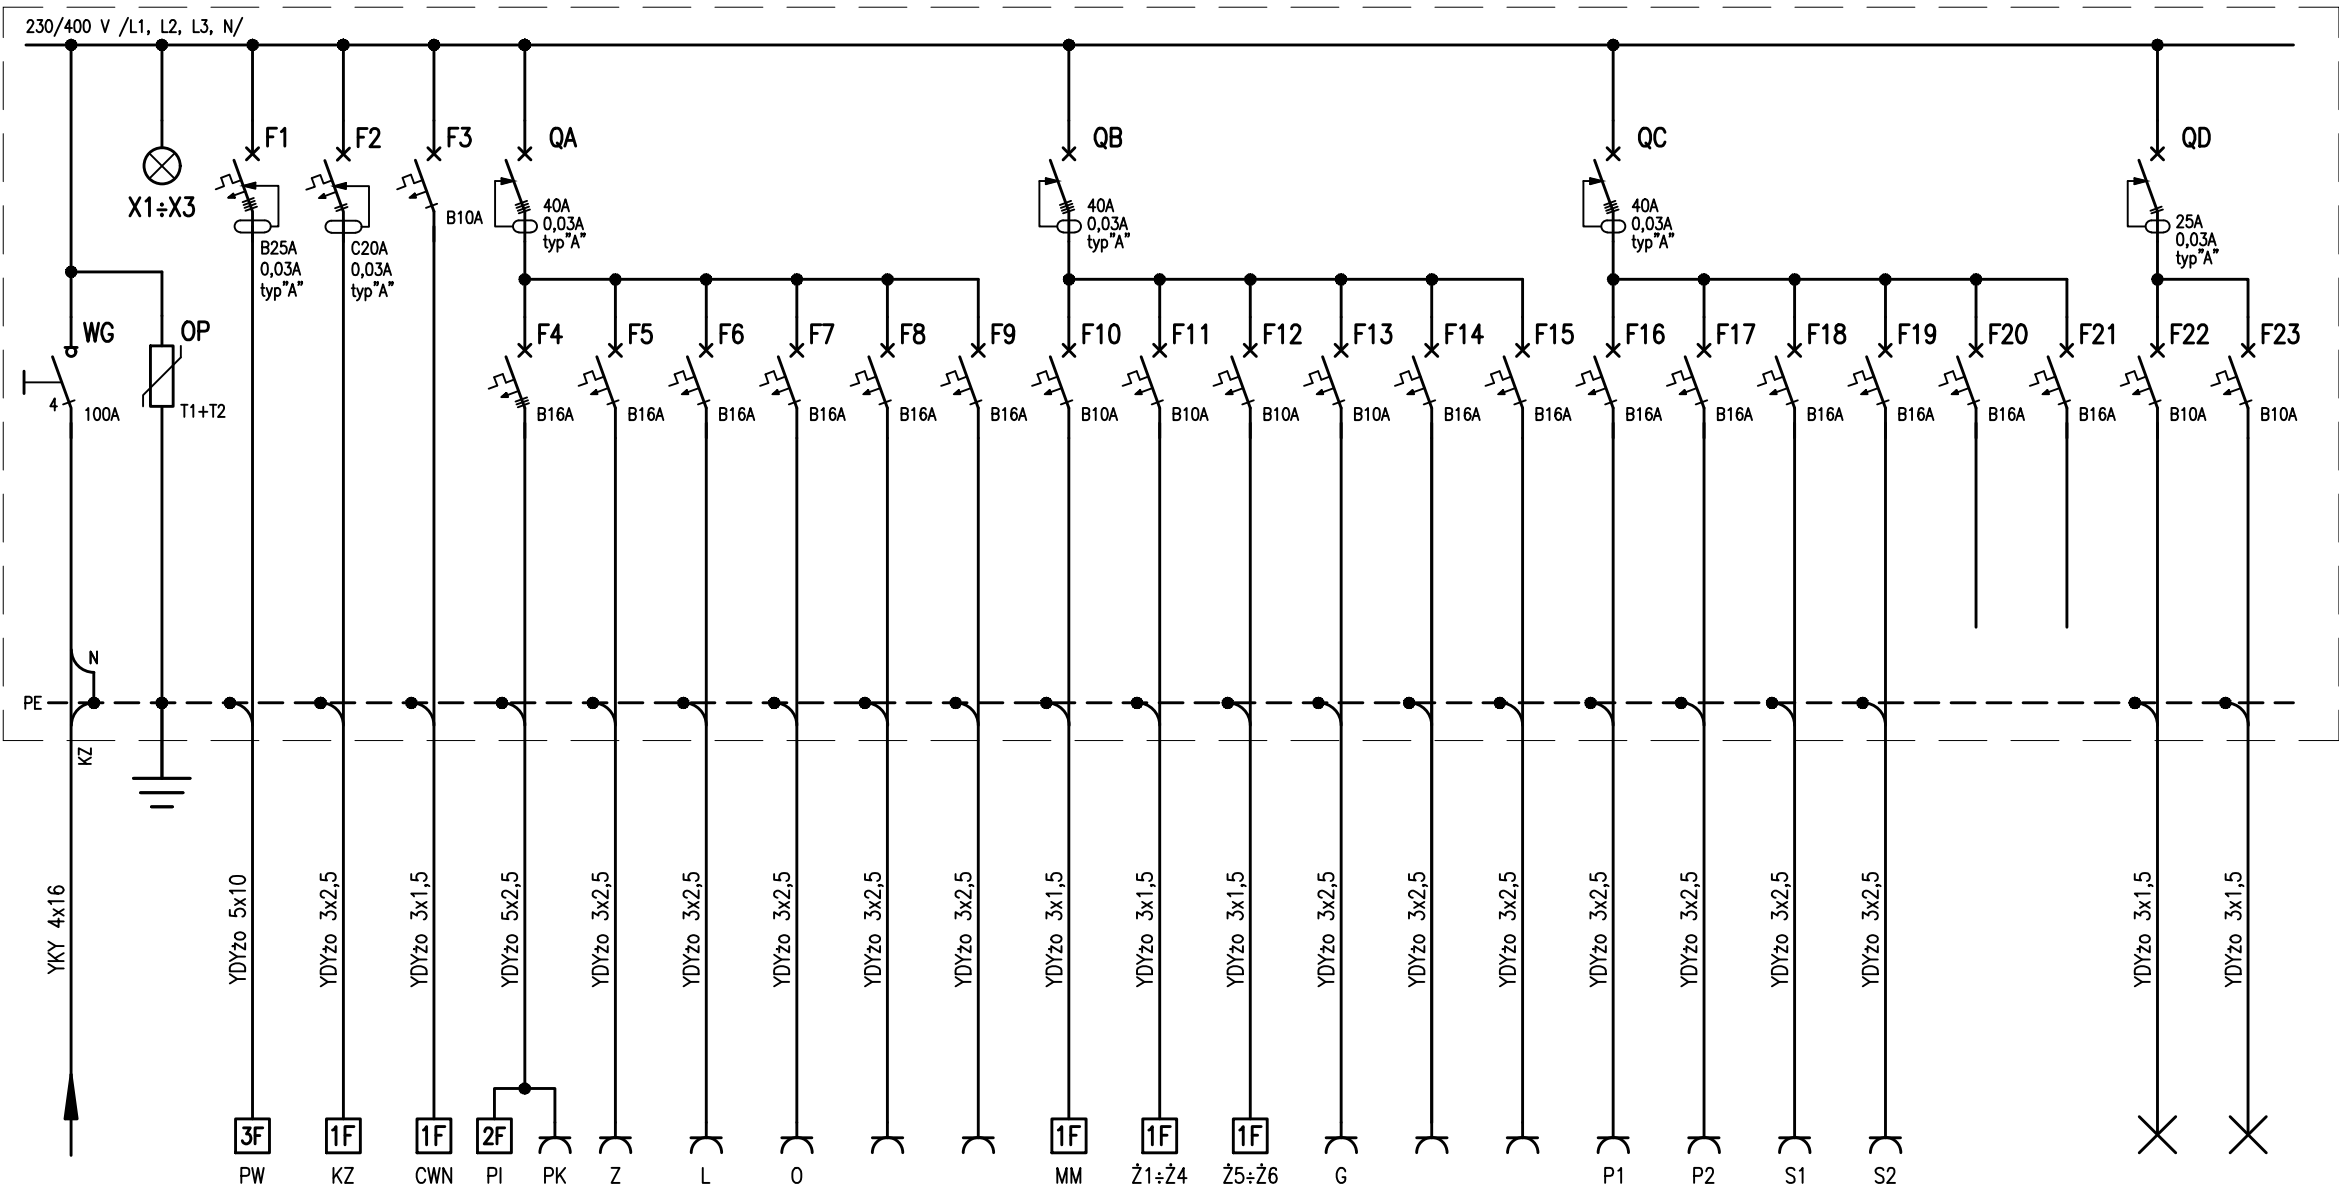 230/400 V /L1, L2, L3, N/
F1
F2
F3
QA
QB
QC
QD
X1÷X3
B10A
40A
0,03A
typ"A"
40A
0,03A
typ"A"
40A
0,03A
typ"A"
25A
0,03A
typ"A"
B25A
0,03A
typ"A"
C20A
0,03A
typ"A"
WG
OP
F4
F5
F6
F7
F8
F9
F10
F11
F12
F13
F14
F15
F16
F17
F18
F19
F20
F21
F22
F23
4
100A
T1+T2
B16A
B16A
B16A
B16A
B16A
B16A
B10A
B10A
B10A
B10A
B16A
B16A
B16A
B16A
B16A
B16A
B16A
B16A
B10A
B10A
N
PE
KZ
YKY 4x16
YDYżo 5x10
YDYżo 3x2,5
YDYżo 3x1,5
YDYżo 5x2,5
YDYżo 3x2,5
YDYżo 3x2,5
YDYżo 3x2,5
YDYżo 3x2,5
YDYżo 3x2,5
YDYżo 3x1,5
YDYżo 3x1,5
YDYżo 3x1,5
YDYżo 3x2,5
YDYżo 3x2,5
YDYżo 3x2,5
YDYżo 3x2,5
YDYżo 3x2,5
YDYżo 3x2,5
YDYżo 3x2,5
YDYżo 3x1,5
YDYżo 3x1,5
3F
1F
1F
2F
1F
1F
1F
PW
KZ
CWN
PI
PK
Z
L
O
MM
Ż1÷Ż4
Ż5÷Ż6
G
P1
P2
S1
S2